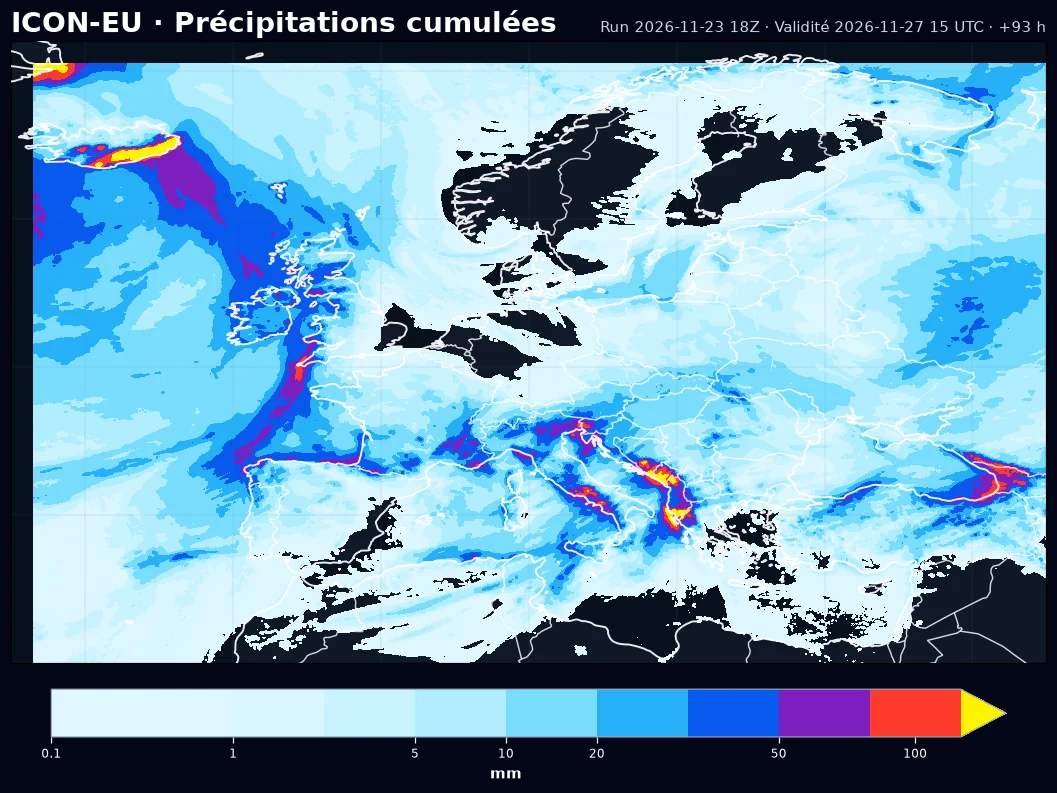 ICON-EU · Précipitations cumulées
Run 2026-11-23 18Z · Validité 2026-11-27 15 UTC · +93 h
0.1 1 5 10 20 50 100
mm